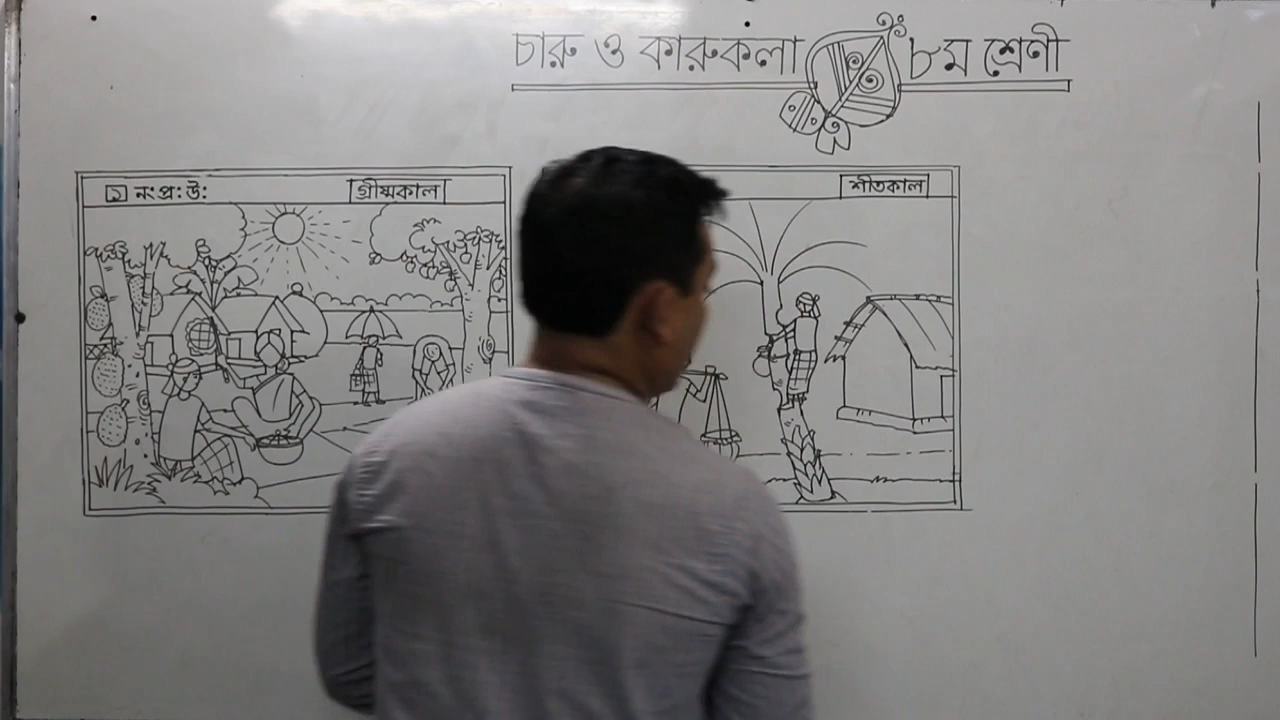 চারু ও কারুকলা ৮ম শ্রেণী
১ নং প্র: উ:
গ্রীষ্মকাল
শীতকাল